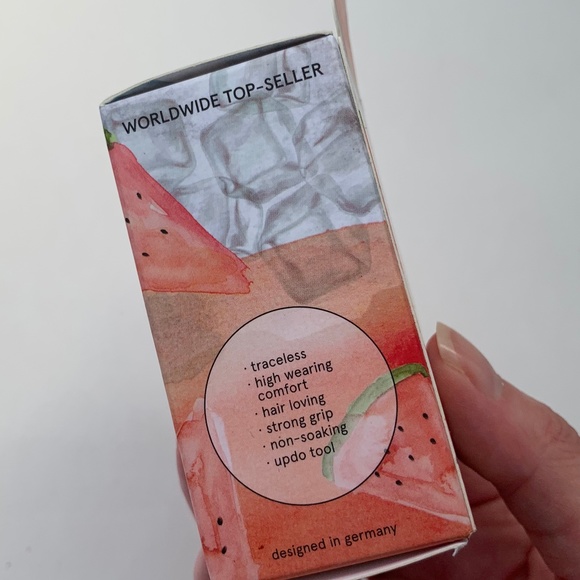 WORLDWIDE TOP-SELLER
· traceless
· high wearing
comfort
· hair loving
· strong grip
· non-soaking
· updo tool
designed in germany